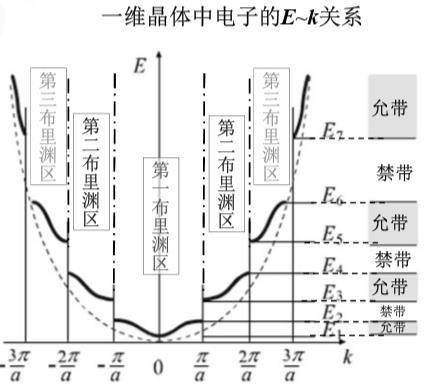 一维晶体中电子的E~k关系
E
第三布里渊区
第二布里渊区
第一布里渊区
第二布里渊区
第三布里渊区
E₇
E₆
E₅
E₄
E₃
E₂
E₁
允带
禁带
允带
禁带
允带
禁带
允带
-3π/a
-2π/a
-π/a
0
π/a
2π/a
3π/a
k